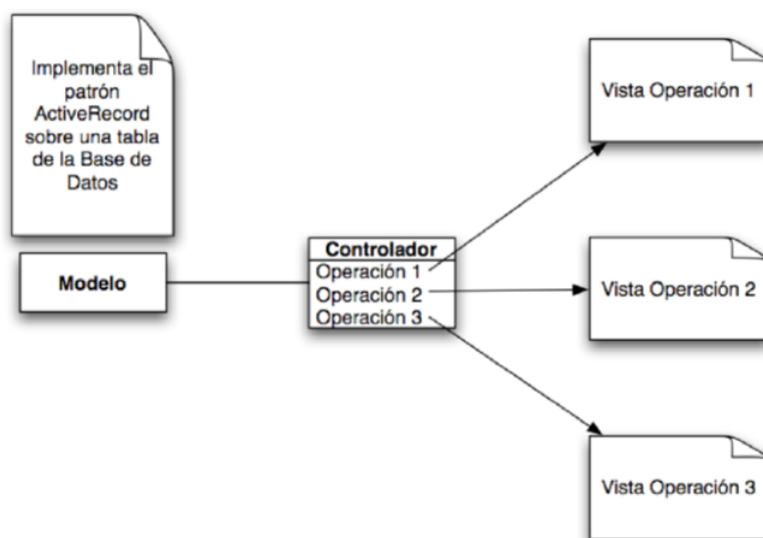 Implementa el
patrón
ActiveRecord
sobre una tabla
de la Base de
Datos
Modelo
Controlador
Operación 1
Operación 2
Operación 3
Vista Operación 1
Vista Operación 2
Vista Operación 3